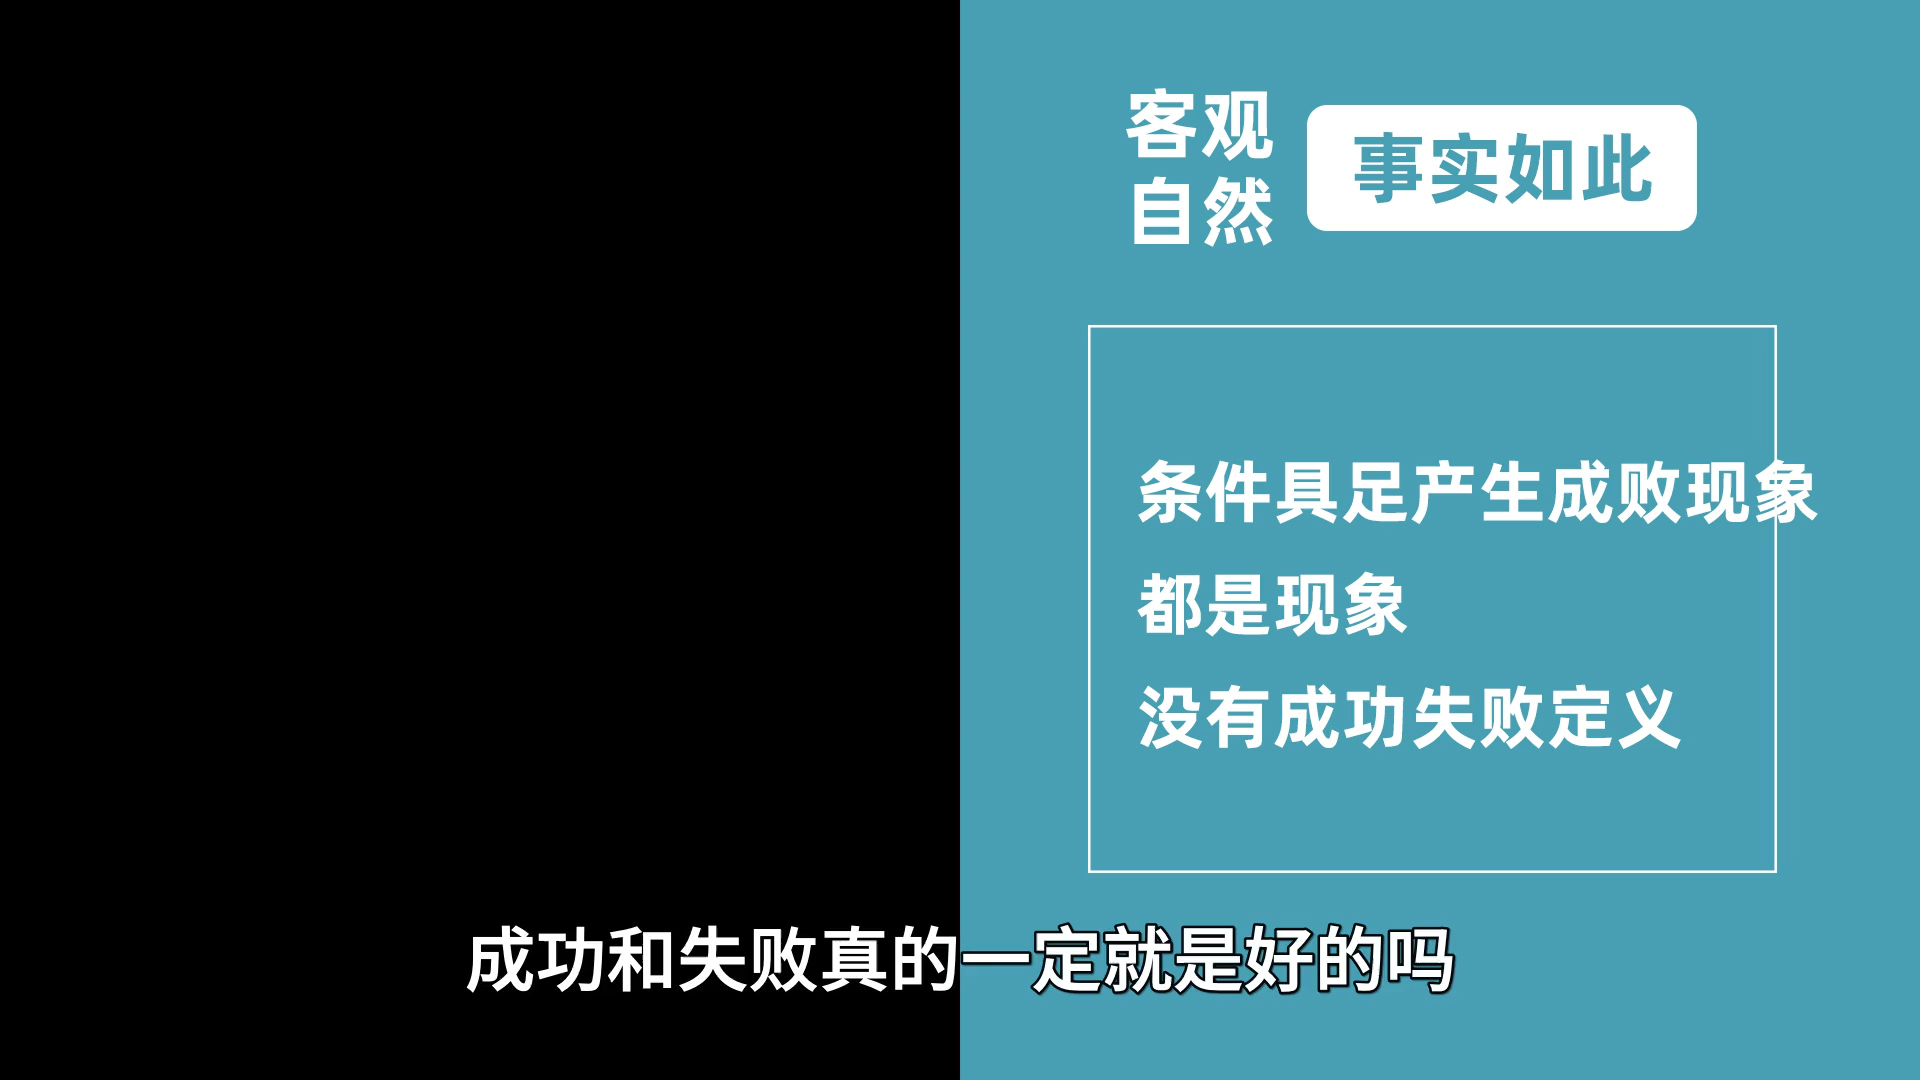 客观
自然
事实如此
条件具足产生成败现象
都是现象
没有成功失败定义
成功和失败真的一定就是好的吗